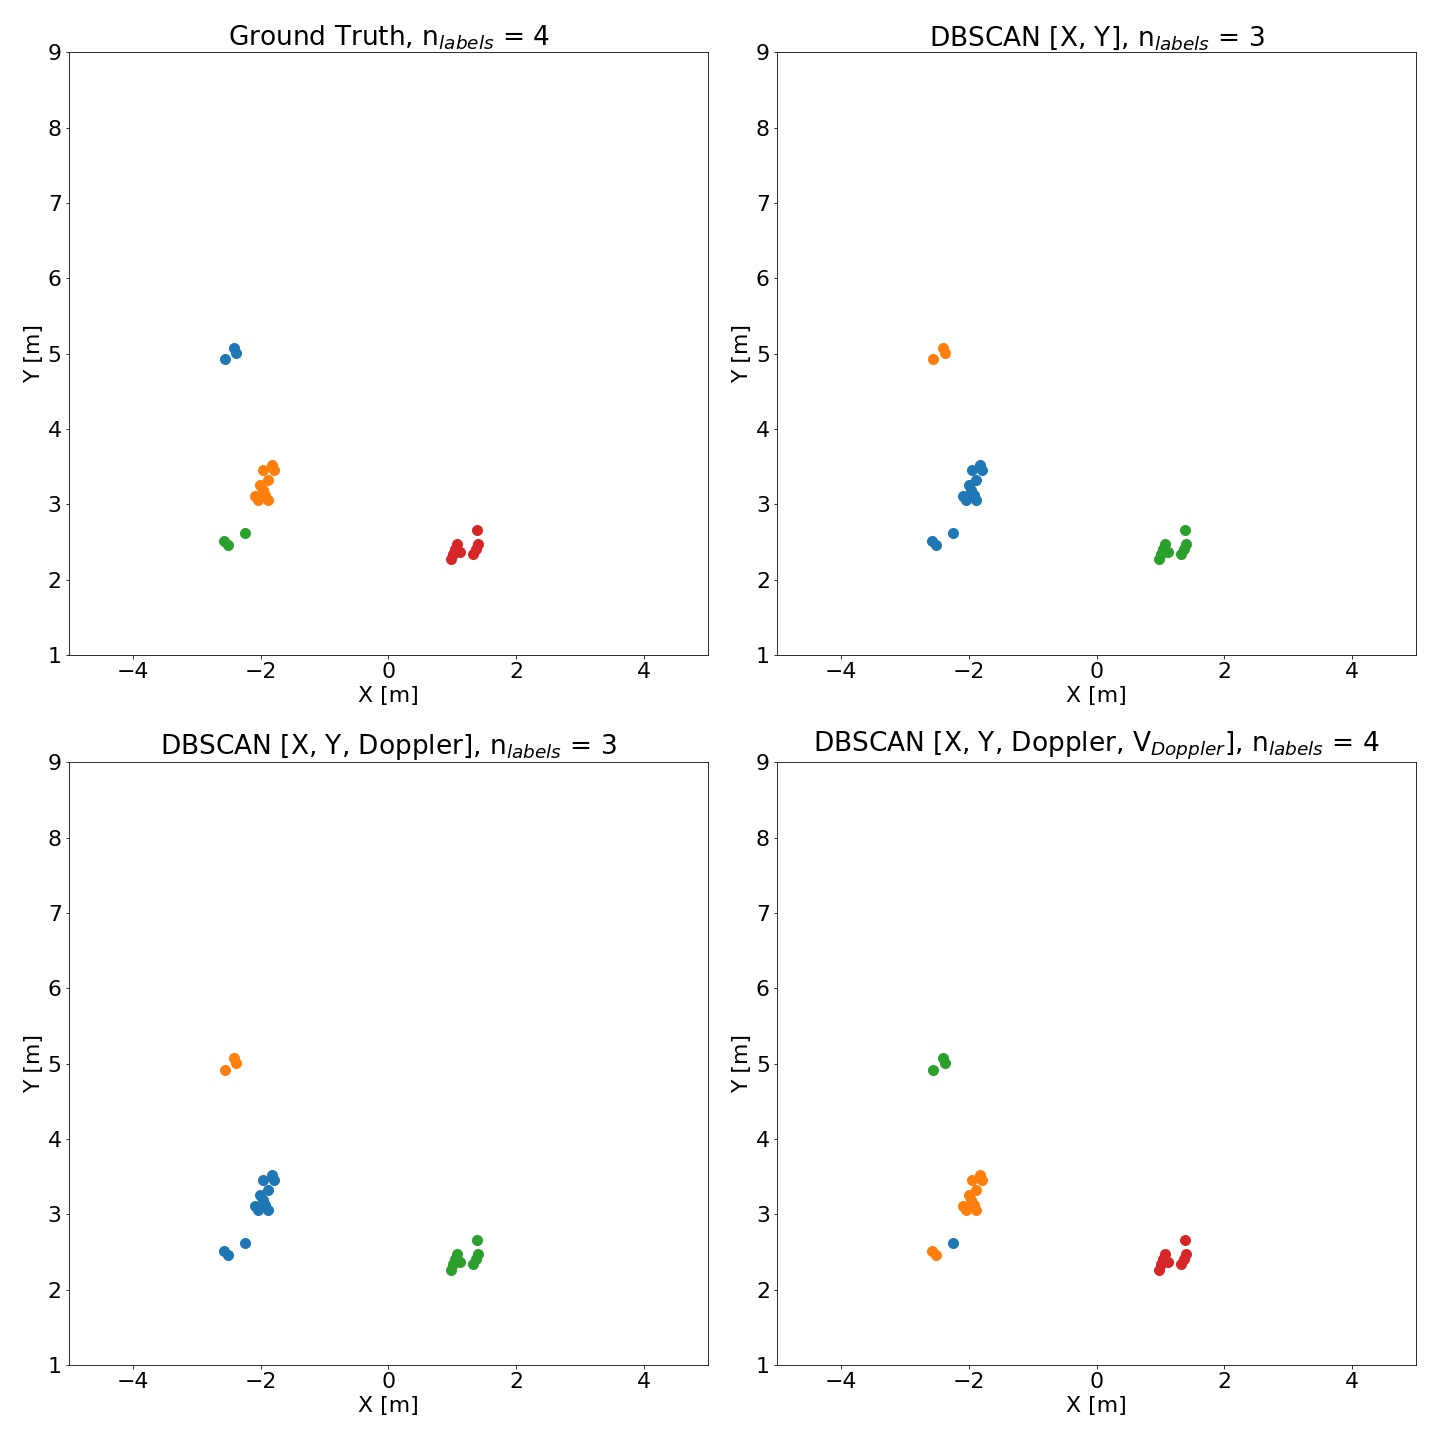 Ground Truth, n_labels = 4
9
8
7
6
5
4
3
2
1
Y [m]
−4 −2 0 2 4
X [m]
DBSCAN [X, Y], n_labels = 3
9
8
7
6
5
4
3
2
1
Y [m]
−4 −2 0 2 4
X [m]
DBSCAN [X, Y, Doppler], n_labels = 3
9
8
7
6
5
4
3
2
1
Y [m]
−4 −2 0 2 4
X [m]
DBSCAN [X, Y, Doppler, V_Doppler], n_labels = 4
9
8
7
6
5
4
3
2
1
Y [m]
−4 −2 0 2 4
X [m]